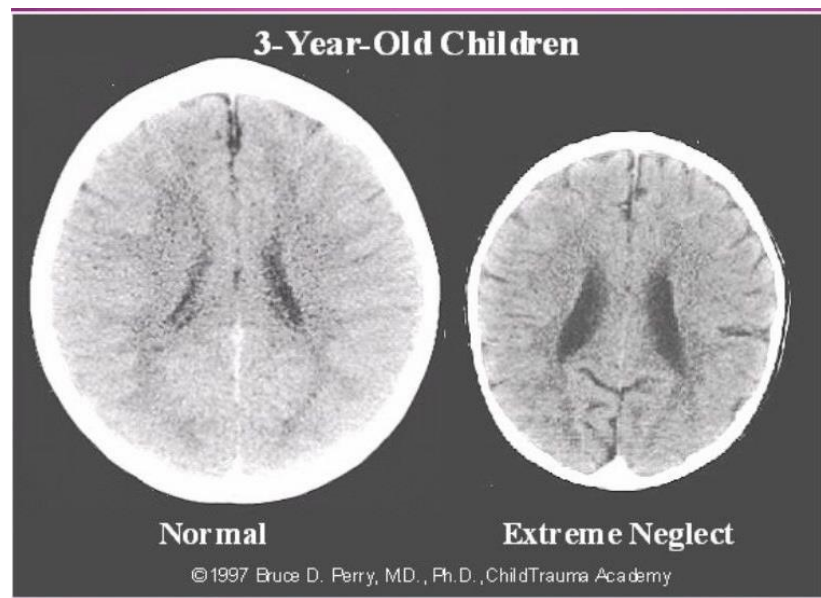 3-Year-Old Children
Normal
Extreme Neglect
©1997 Bruce D. Perry, M.D., Ph.D., ChildTrauma Academy